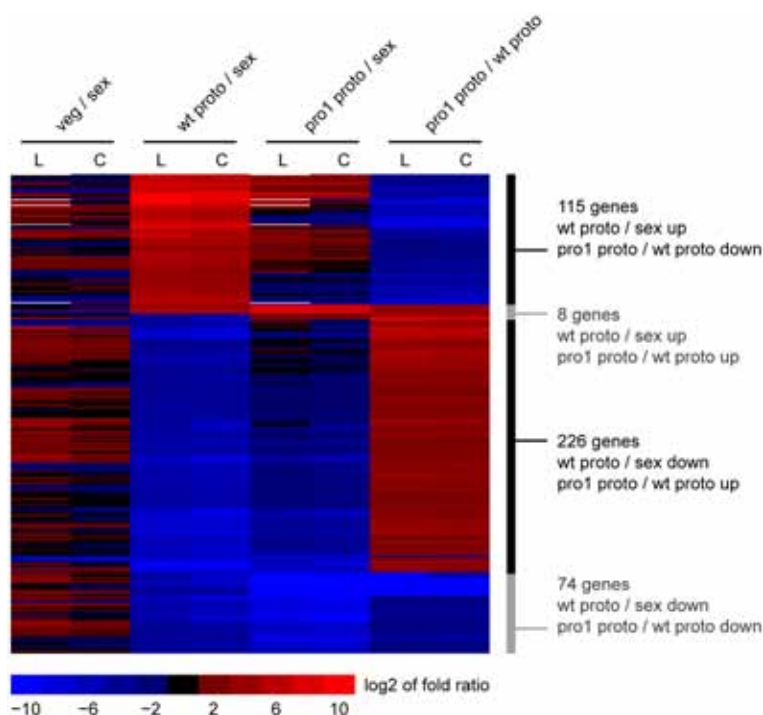 veg / sex
wt proto / sex
pro1 proto / sex
pro1 proto / wt proto
L C L C L C L C
115 genes
wt proto / sex up
pro1 proto / wt proto down
8 genes
wt proto / sex up
pro1 proto / wt proto up
226 genes
wt proto / sex down
pro1 proto / wt proto up
74 genes
wt proto / sex down
pro1 proto / wt proto down
log2 of fold ratio
−10 −6 −2 2 6 10